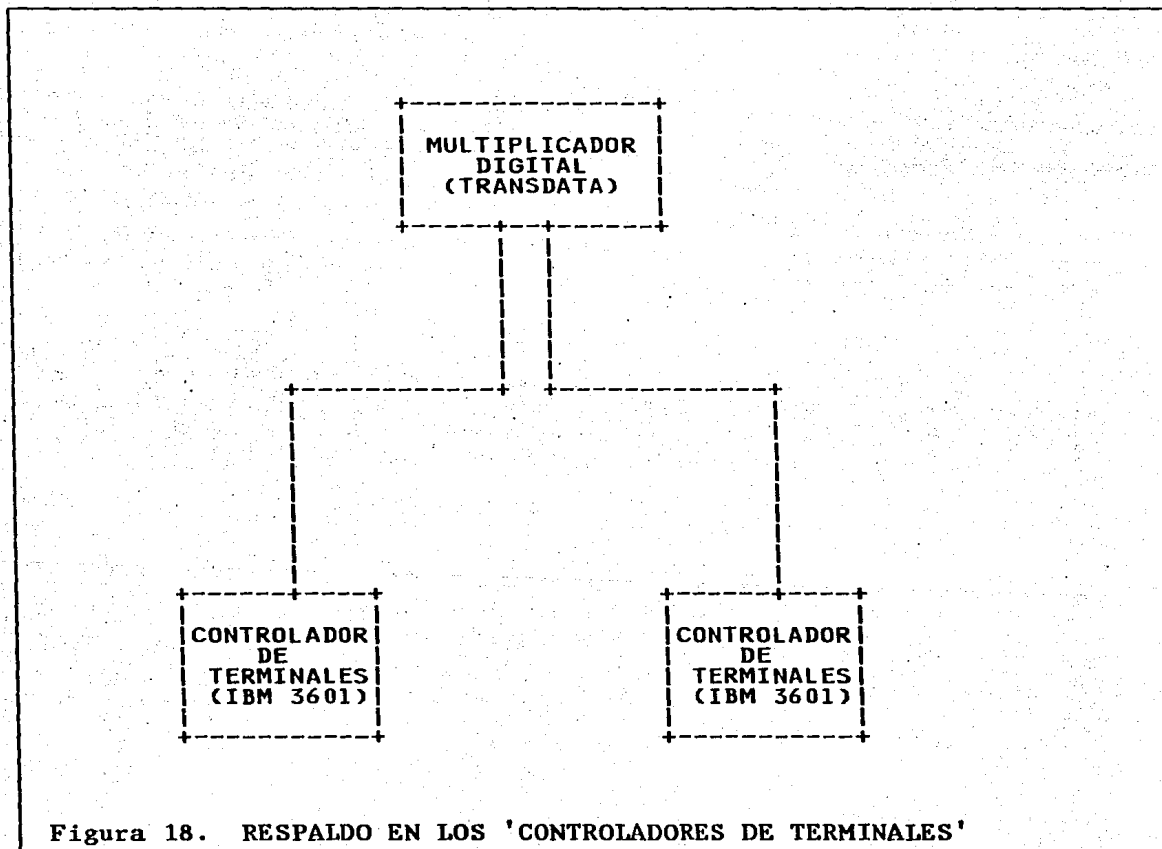 MULTIPLICADOR
DIGITAL
(TRANSDATA)
CONTROLADOR
DE
TERMINALES
(IBM 3601)
CONTROLADOR
DE
TERMINALES
(IBM 3601)
Figura 18. RESPALDO EN LOS 'CONTROLADORES DE TERMINALES'